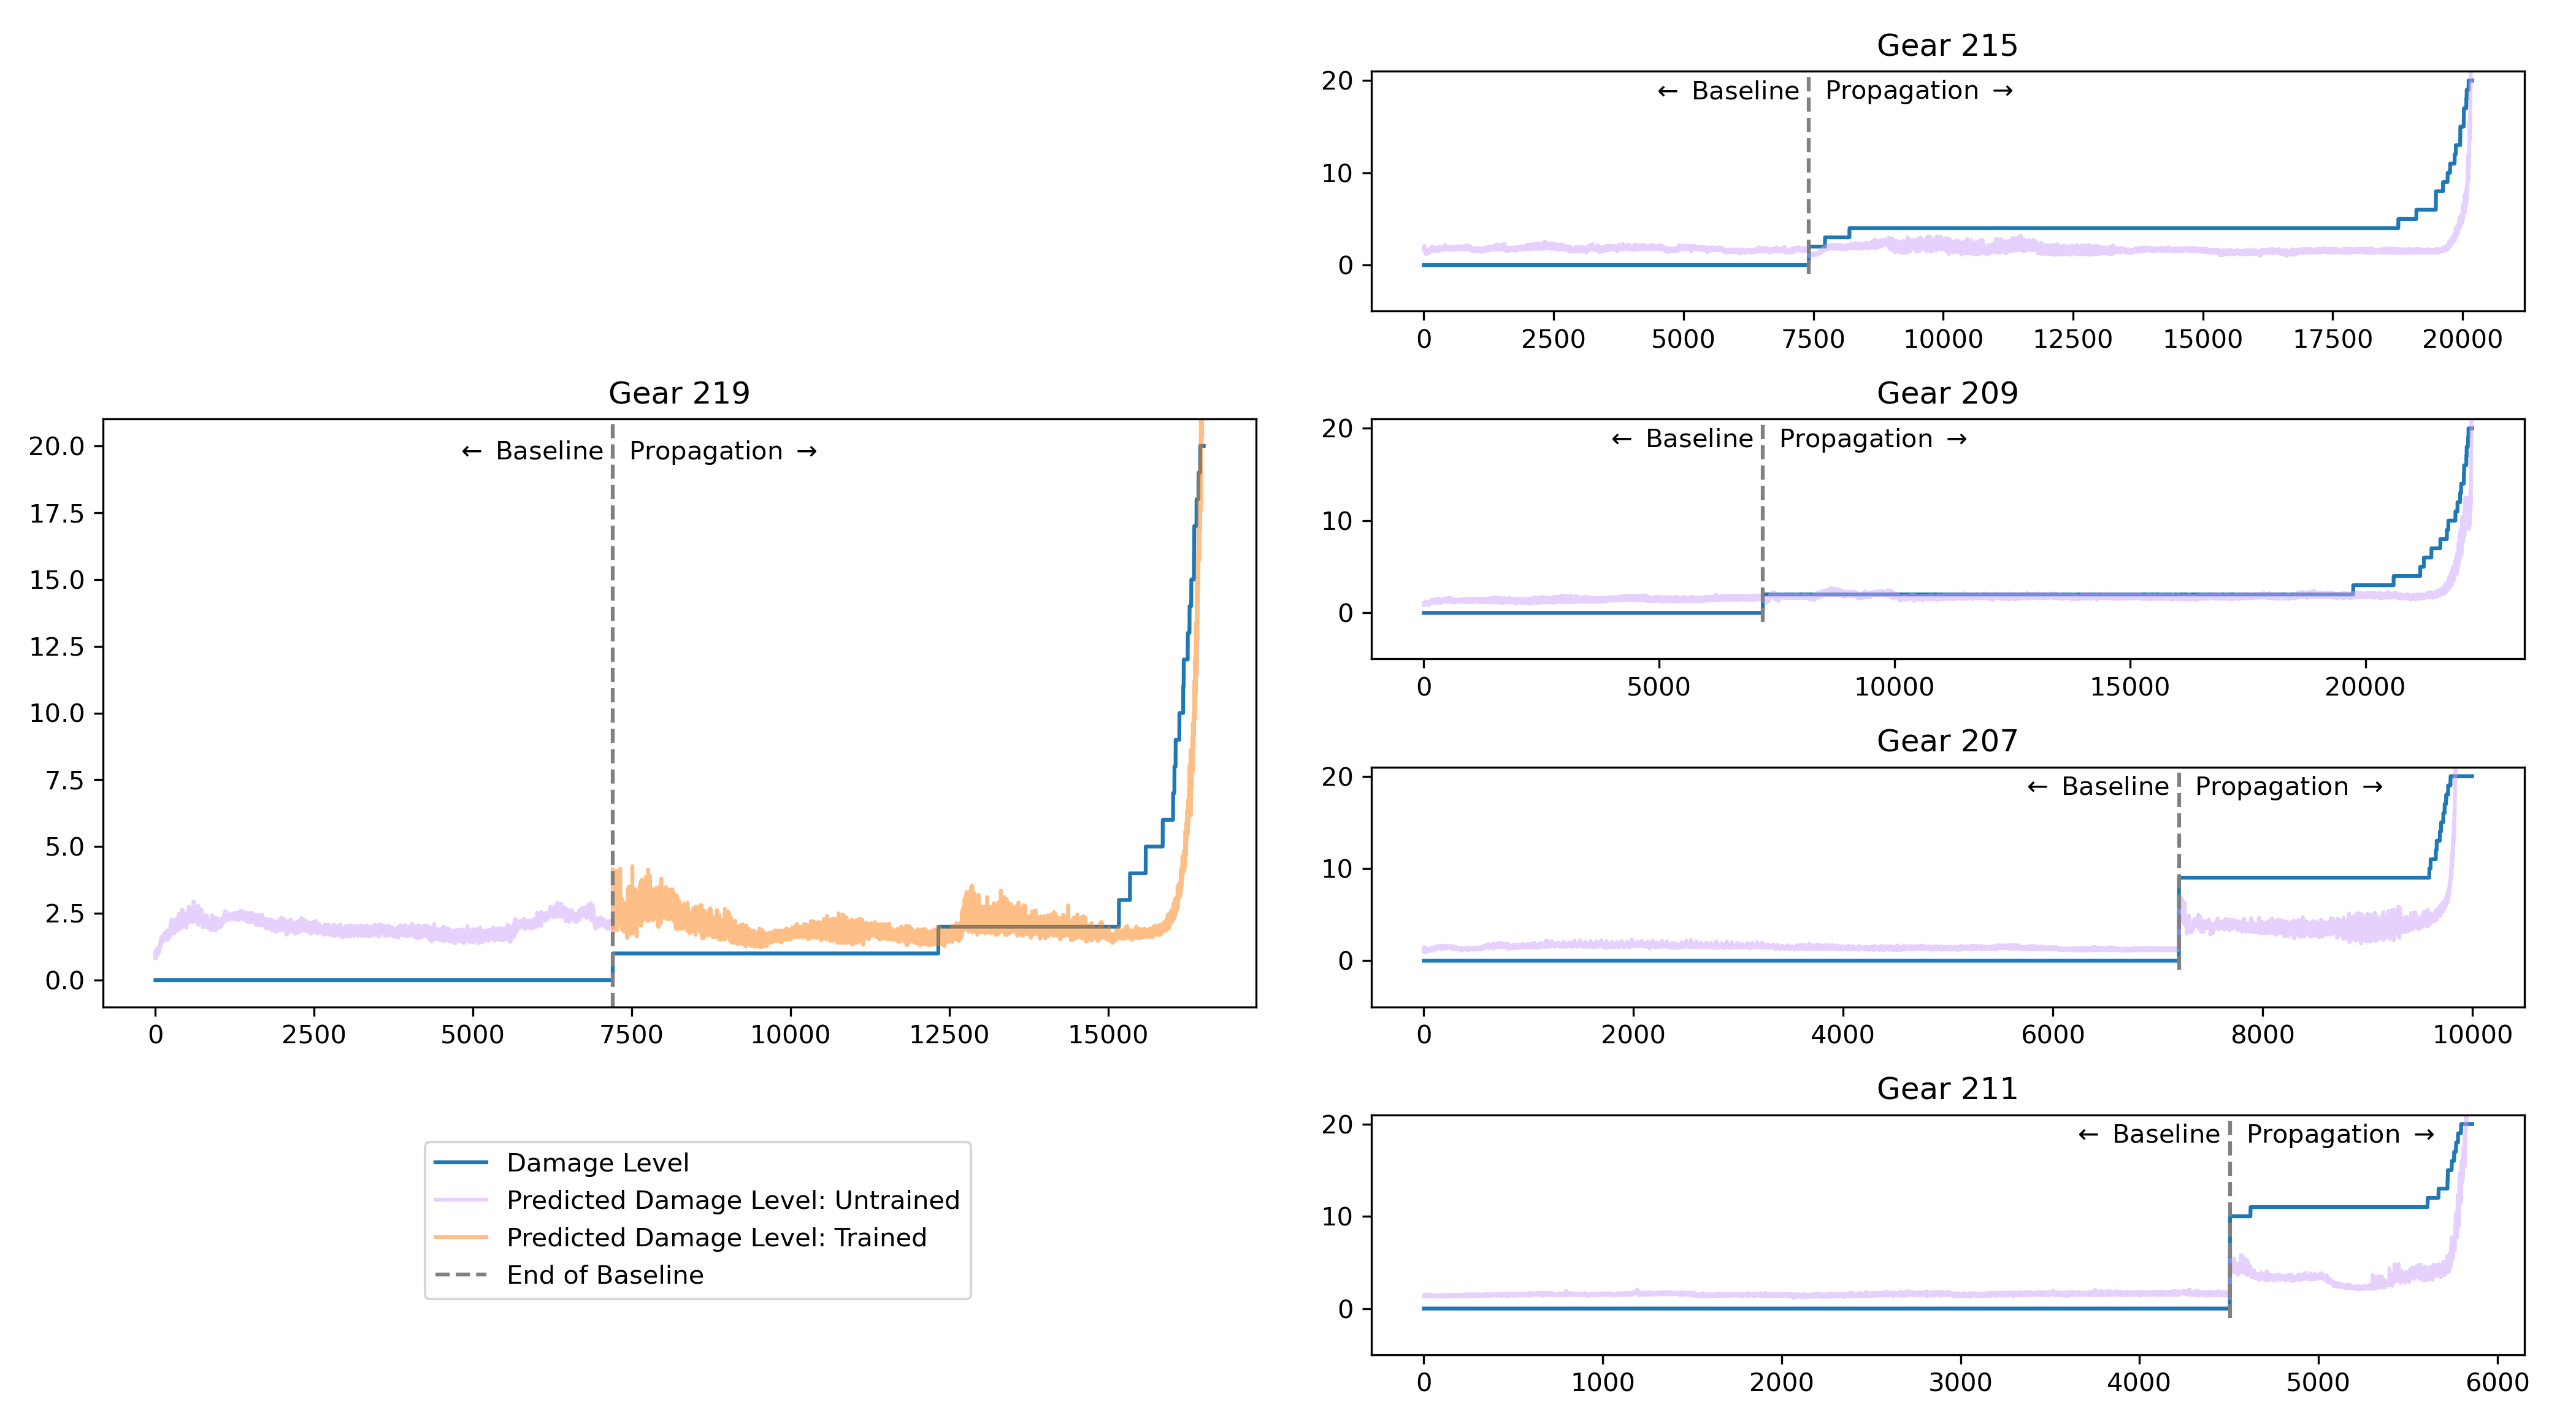 Gear 215
20
10
0
← Baseline Propagation →
0 2500 5000 7500 10000 12500 15000 17500 20000
Gear 219
20.0
17.5
15.0
12.5
10.0
7.5
5.0
2.5
0.0
← Baseline Propagation →
0 2500 5000 7500 10000 12500 15000
Gear 209
20
10
0
← Baseline Propagation →
0 5000 10000 15000 20000
Gear 207
20
10
0
← Baseline Propagation →
0 2000 4000 6000 8000 10000
Gear 211
20
10
0
← Baseline Propagation →
0 1000 2000 3000 4000 5000 6000
Damage Level
Predicted Damage Level: Untrained
Predicted Damage Level: Trained
End of Baseline